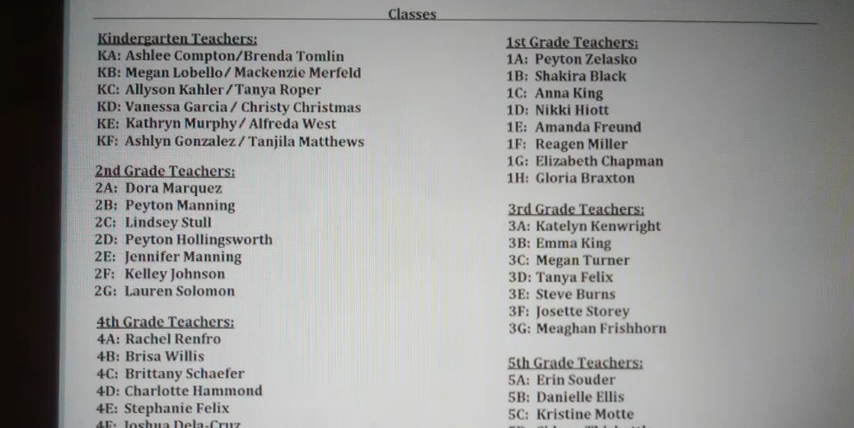 Classes
Kindergarten Teachers:
KA: Ashlee Compton/Brenda Tomlin
KB: Megan Lobello/ Mackenzie Merfeld
KC: Allyson Kahler/Tanya Roper
KD: Vanessa Garcia / Christy Christmas
KE: Kathryn Murphy/ Alfreda West
KF: Ashlyn Gonzalez / Tanjila Matthews
2nd Grade Teachers:
2A: Dora Marquez
2B: Peyton Manning
2C: Lindsey Stull
2D: Peyton Hollingsworth
2E: Jennifer Manning
2F: Kelley Johnson
2G: Lauren Solomon
4th Grade Teachers:
4A: Rachel Renfro
4B: Brisa Willis
4C: Brittany Schaefer
4D: Charlotte Hammond
4E: Stephanie Felix
4F: Joshua Dela-Cruz
1st Grade Teachers:
1A: Peyton Zelasko
1B: Shakira Black
1C: Anna King
1D: Nikki Hiott
1E: Amanda Freund
1F: Reagen Miller
1G: Elizabeth Chapman
1H: Gloria Braxton
3rd Grade Teachers:
3A: Katelyn Kenwright
3B: Emma King
3C: Megan Turner
3D: Tanya Felix
3E: Steve Burns
3F: Josette Storey
3G: Meaghan Frishhorn
5th Grade Teachers:
5A: Erin Souder
5B: Danielle Ellis
5C: Kristine Motte